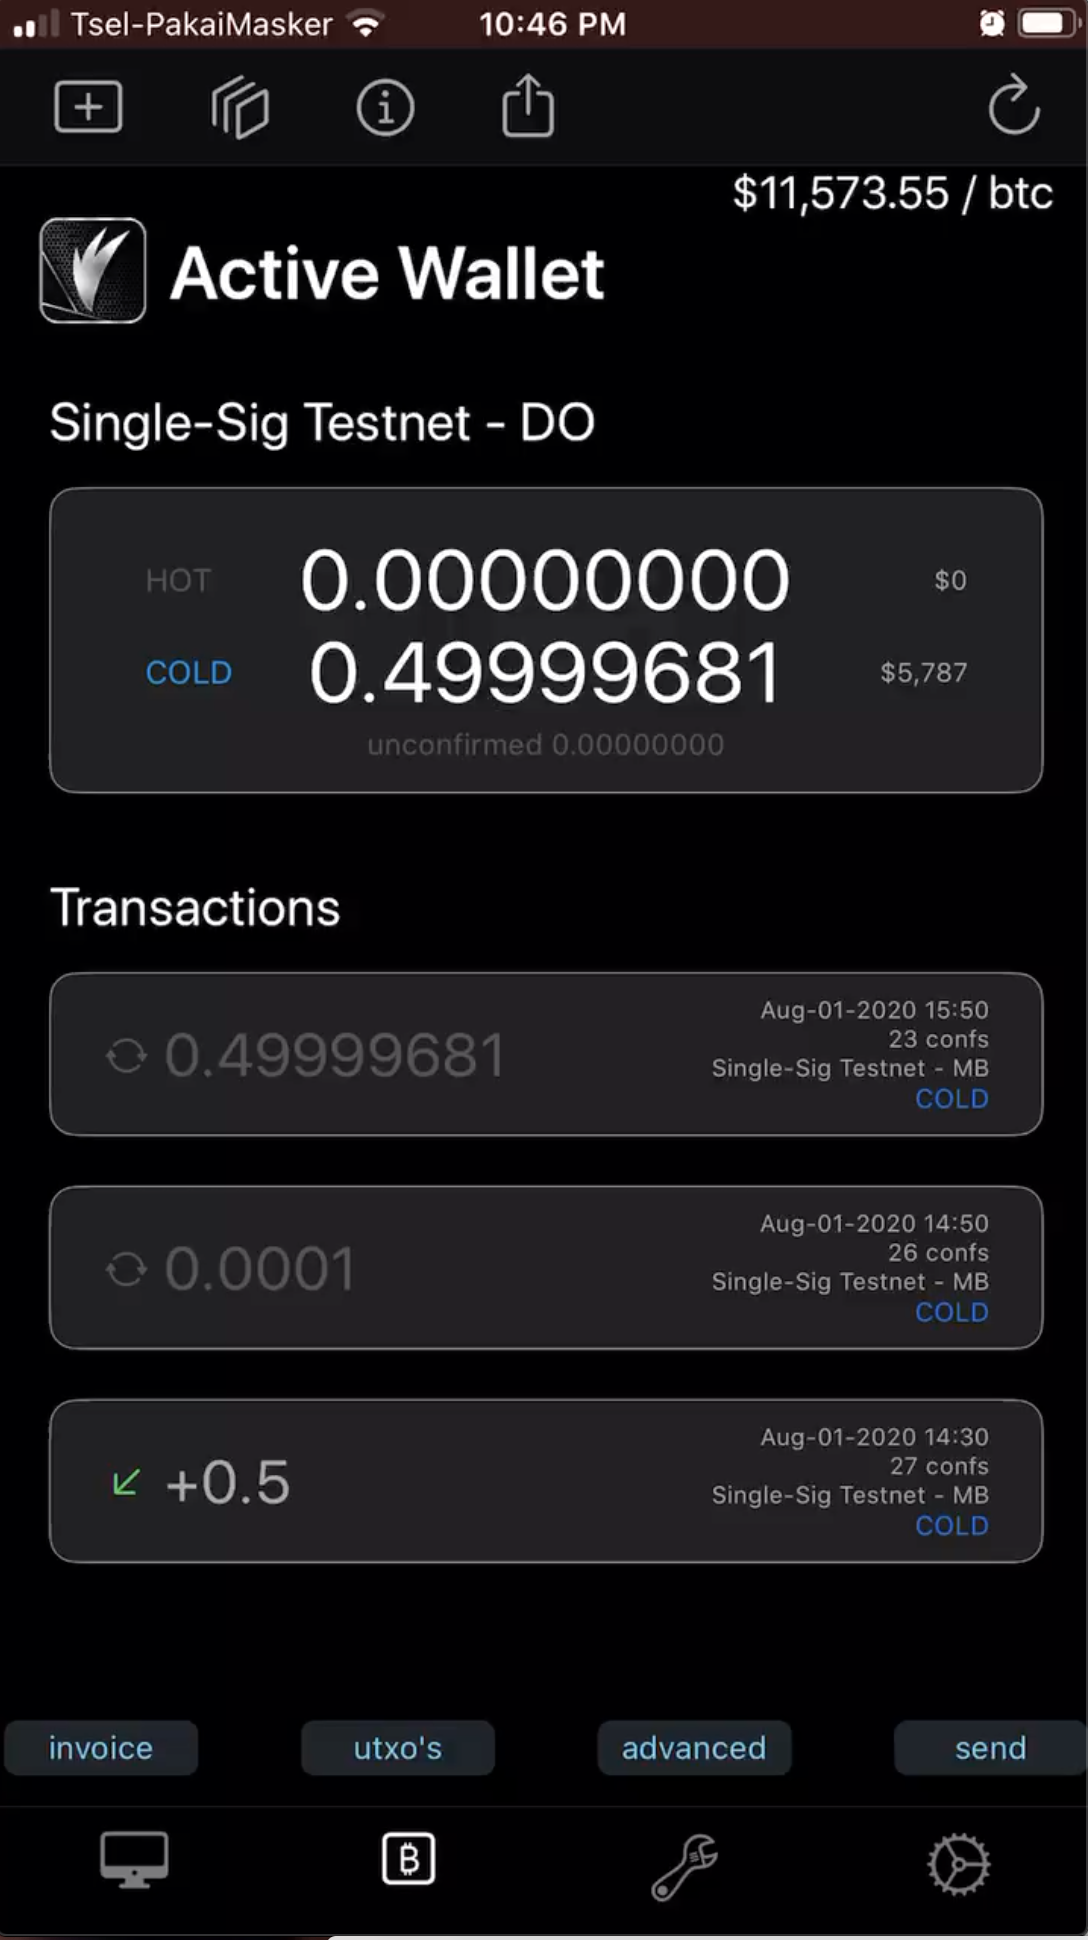 Tsel-PakaiMasker 10:46 PM
$11,573.55 / btc
Active Wallet
Single-Sig Testnet - DO
HOT 0.00000000 $0
COLD 0.49999681 $5,787
unconfirmed 0.00000000
Transactions
Aug-01-2020 15:50
0.49999681 23 confs
Single-Sig Testnet - MB
COLD
Aug-01-2020 14:50
0.0001 26 confs
Single-Sig Testnet - MB
COLD
Aug-01-2020 14:30
+0.5 27 confs
Single-Sig Testnet - MB
COLD
invoice utxo's advanced send